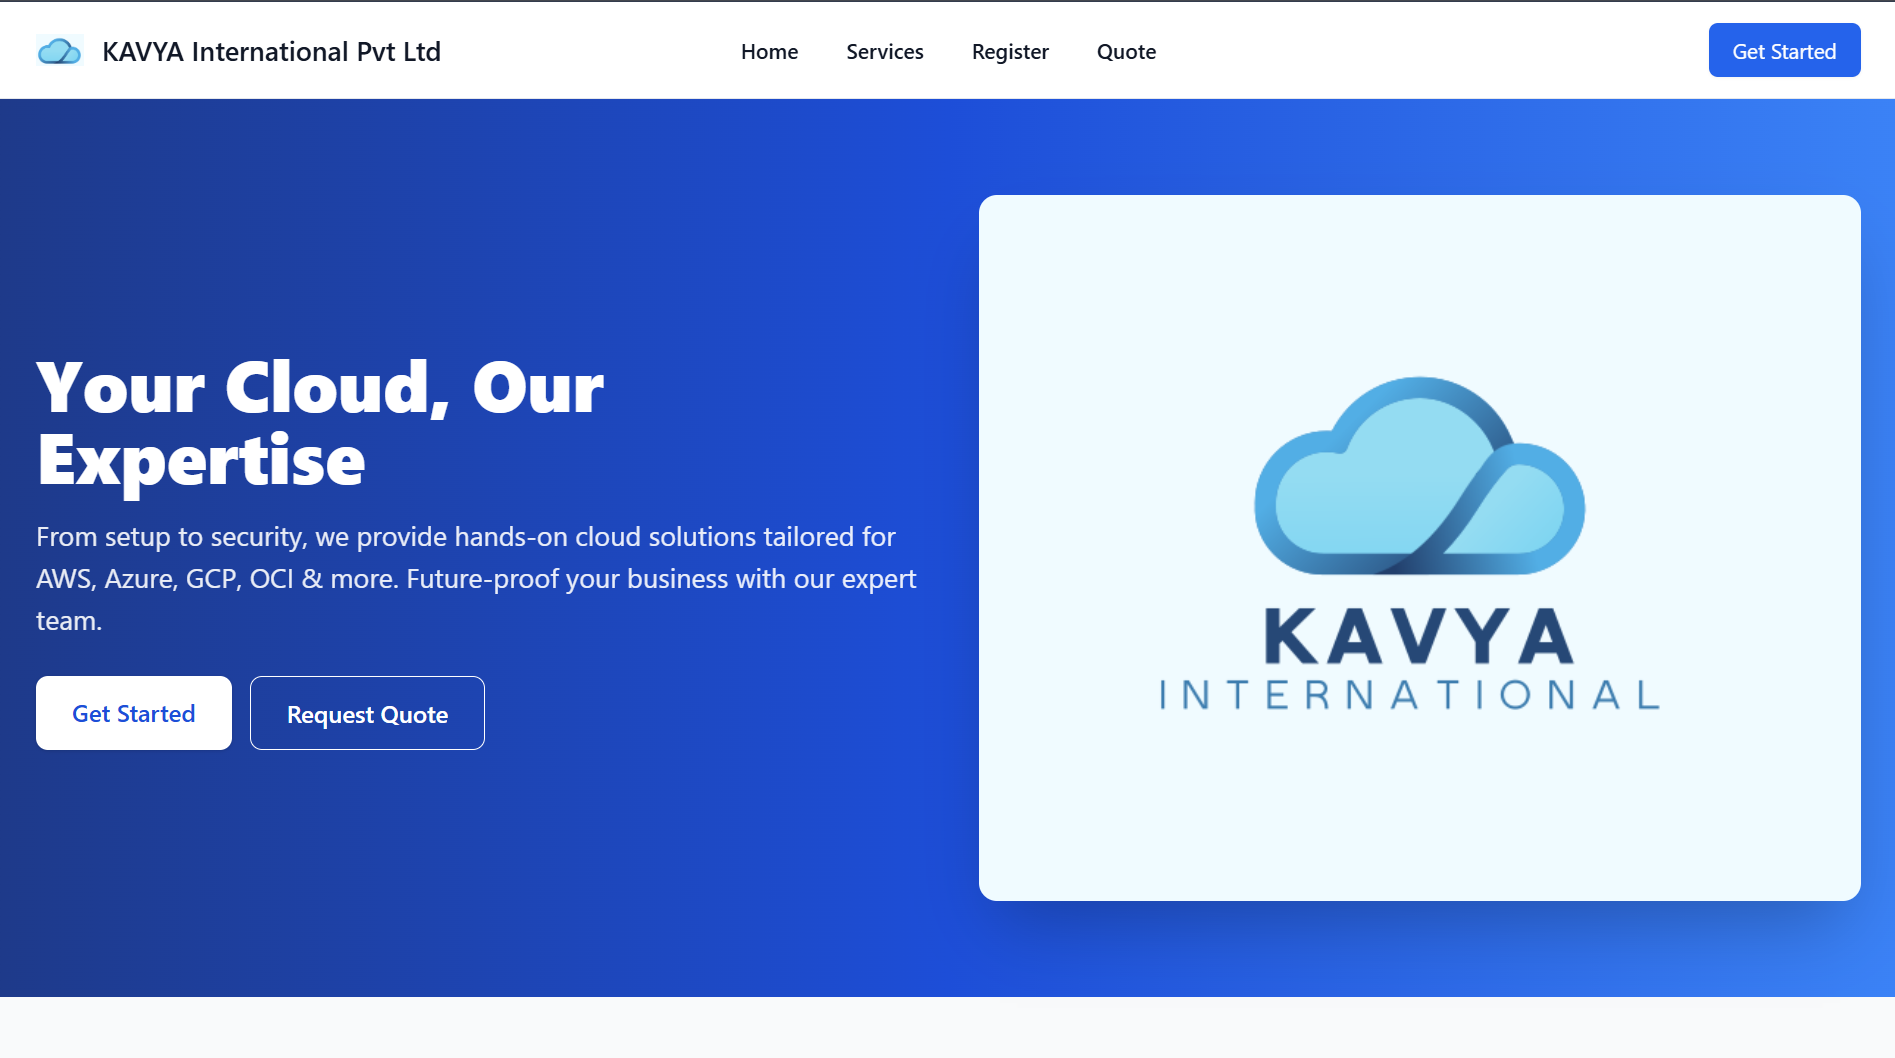 KAVYA International Pvt Ltd
Home
Services
Register
Quote
Get Started
Your Cloud, Our
Expertise
From setup to security, we provide hands-on cloud solutions tailored for
AWS, Azure, GCP, OCI & more. Future-proof your business with our expert
team.
Get Started
Request Quote
KAVYA
INTERNATIONAL